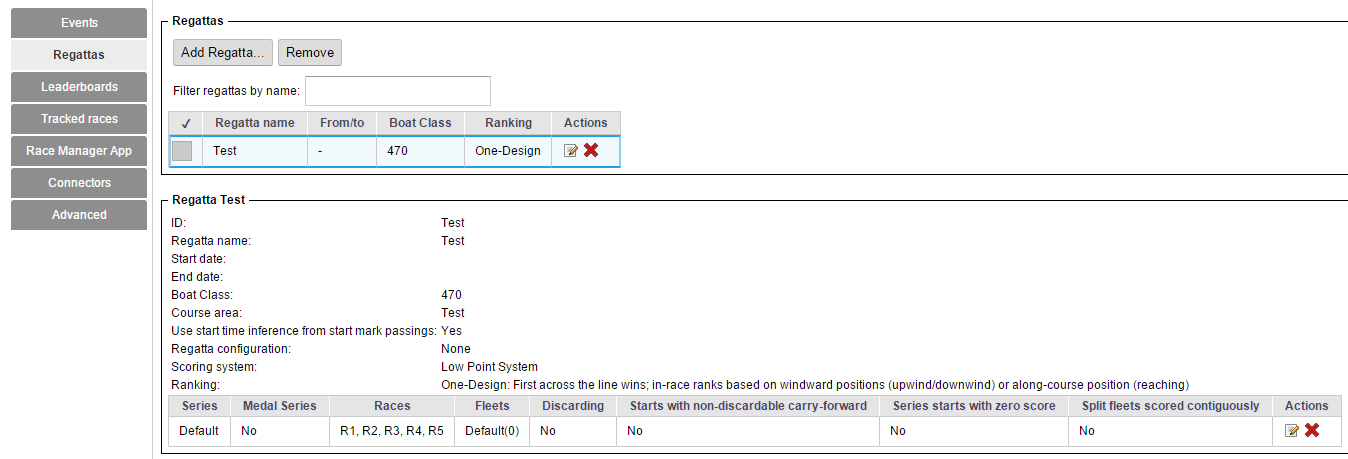 Events
Regattas
Leaderboards
Tracked races
Race Manager App
Connectors
Advanced
Regattas
Add Regatta... Remove
Filter regattas by name:
✓ Regatta name From/to Boat Class Ranking Actions
Test - 470 One-Design
Regatta Test
ID: Test
Regatta name: Test
Start date:
End date:
Boat Class: 470
Course area: Test
Use start time inference from start mark passings: Yes
Regatta configuration: None
Scoring system: Low Point System
Ranking: One-Design: First across the line wins; in-race ranks based on windward positions (upwind/downwind) or along-course position (reaching)
Series Medal Series Races Fleets Discarding Starts with non-discardable carry-forward Series starts with zero score Split fleets scored contiguously Actions
Default No R1, R2, R3, R4, R5 Default(0) No No No No